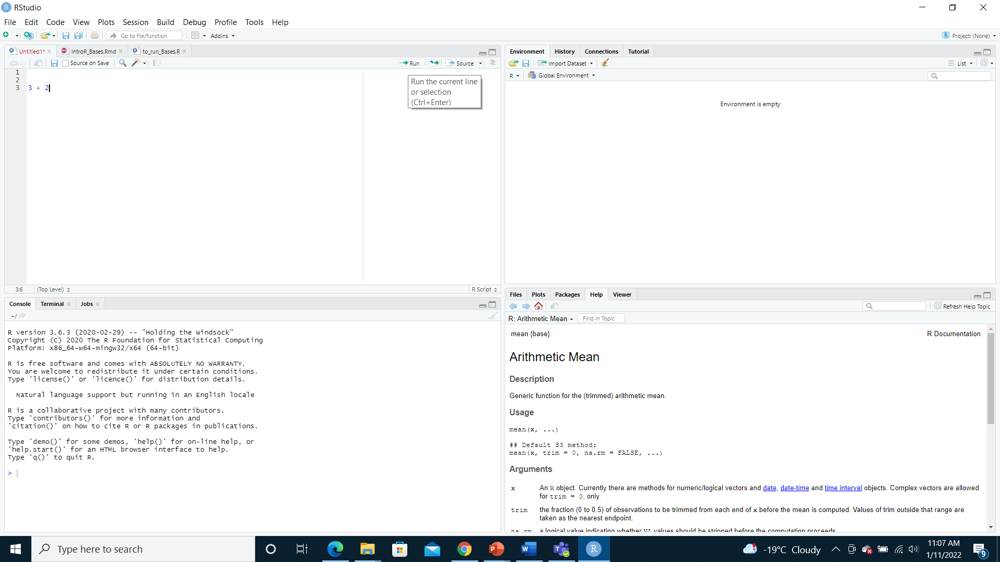 RStudio
File Edit Code View Plots Session Build Debug Profile Tools Help
Go to file/function Addins Project: (None)
Untitled1* IntroR_Bases.Rmd to_run_Bases.R
Source on Save Run Source
1
2
3 3 + 2
Run the current line
or selection
(Ctrl+Enter)
3:6 (Top Level) R Script
Console Terminal Jobs
~/
R version 3.6.3 (2020-02-29) -- "Holding the Windsock"
Copyright (C) 2020 The R Foundation for Statistical Computing
Platform: x86_64-w64-mingw32/x64 (64-bit)
R is free software and comes with ABSOLUTELY NO WARRANTY.
You are welcome to redistribute it under certain conditions.
Type 'license()' or 'licence()' for distribution details.
Natural language support but running in an English locale
R is a collaborative project with many contributors.
Type 'contributors()' for more information and
'citation()' on how to cite R or R packages in publications.
Type 'demo()' for some demos, 'help()' for on-line help, or
'help.start()' for an HTML browser interface to help.
Type 'q()' to quit R.
>
Environment History Connections Tutorial
Import Dataset List
R Global Environment
Environment is empty
Files Plots Packages Help Viewer
Refresh Help Topic
R: Arithmetic Mean Find in Topic
mean {base} R Documentation
Arithmetic Mean
Description
Generic function for the (trimmed) arithmetic mean.
Usage
mean(x, ...)
## Default S3 method:
mean(x, trim = 0, na.rm = FALSE, ...)
Arguments
x An R object. Currently there are methods for numeric/logical vectors and date, date-time and time interval objects. Complex vectors are allowed
for trim = 0, only.
trim the fraction (0 to 0.5) of observations to be trimmed from each end of x before the mean is computed. Values of trim outside that range are
taken as the nearest endpoint.
na.rm a logical value indicating whether NA values should be stripped before the computation proceeds.
Type here to search
-19°C Cloudy
11:07 AM
1/11/2022
9